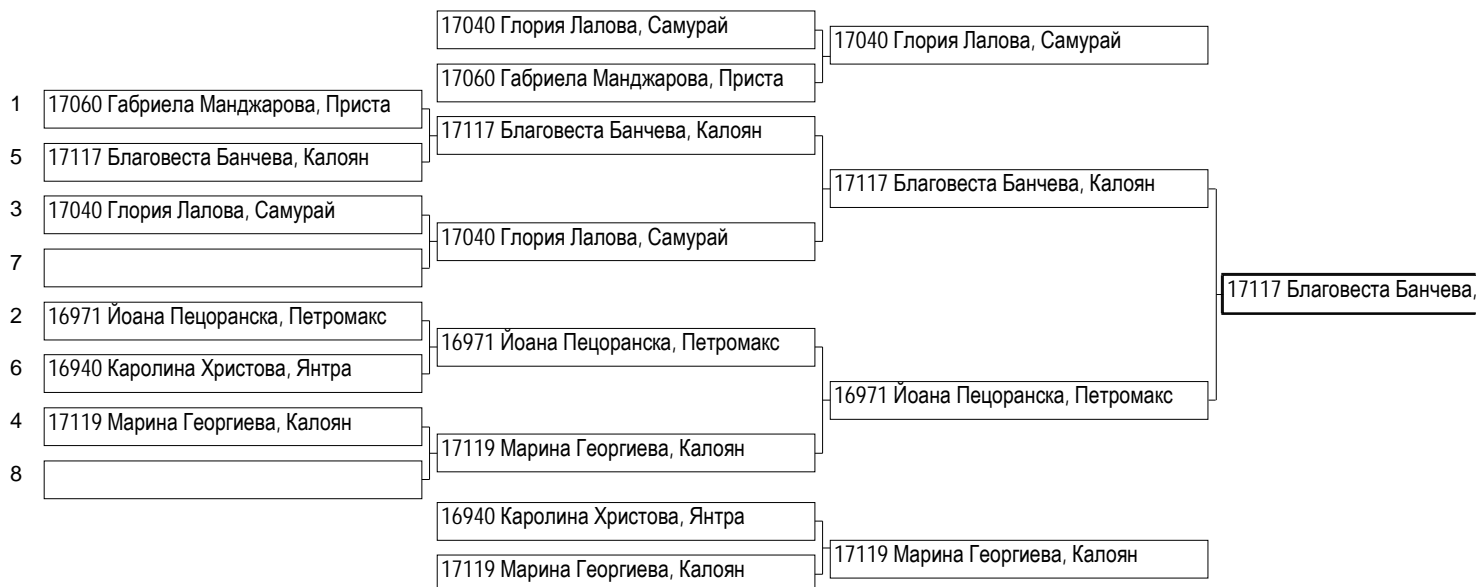 17040 Глория Лалова, Самурай
17040 Глория Лалова, Самурай
17060 Габриела Манджарова, Приста
1 17060 Габриела Манджарова, Приста
17117 Благовеста Банчева, Калоян
5 17117 Благовеста Банчева, Калоян
17117 Благовеста Банчева, Калоян
3 17040 Глория Лалова, Самурай
17040 Глория Лалова, Самурай
7
17117 Благовеста Банчева,
2 16971 Йоана Пецоранска, Петромакс
16971 Йоана Пецоранска, Петромакс
6 16940 Каролина Христова, Янтра
16971 Йоана Пецоранска, Петромакс
4 17119 Марина Георгиева, Калоян
17119 Марина Георгиева, Калоян
8
16940 Каролина Христова, Янтра
17119 Марина Георгиева, Калоян
17119 Марина Георгиева, Калоян